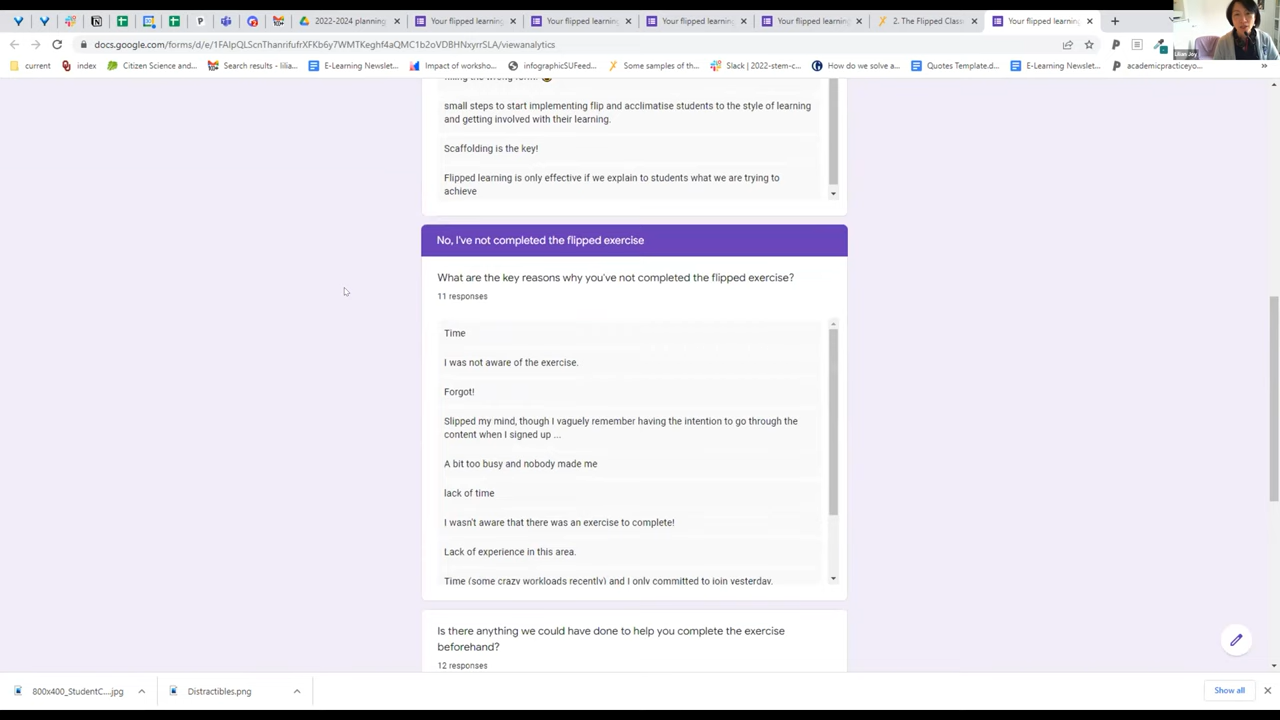 2022-2024 planning
Your flipped learning
Your flipped learning
Your flipped learning
Your flipped learning
2. The Flipped Class
Your flipped learning
docs.google.com/forms/d/e/1FAIpQLScnThanrifufrXFKb6y7WMTKeghf4aQMC1b2oVDBHNxyrrSLA/viewanalytics
current
index
Citizen Science and...
Search results - lilia...
E-Learning Newslet...
Impact of worksho...
infographicSUFeed...
Some samples of th...
Slack | 2022-stem-c...
How do we solve a...
Quotes Template.d...
E-Learning Newslet...
academicpracticeyo...
Lilian Joy
filling the wrong form!
small steps to start implementing flip and acclimatise students to the style of learning
and getting involved with their learning.
Scaffolding is the key!
Flipped learning is only effective if we explain to students what we are trying to
achieve
No, I've not completed the flipped exercise
What are the key reasons why you've not completed the flipped exercise?
11 responses
Time
I was not aware of the exercise.
Forgot!
Slipped my mind, though I vaguely remember having the intention to go through the
content when I signed up ...
A bit too busy and nobody made me
lack of time
I wasn't aware that there was an exercise to complete!
Lack of experience in this area.
Time (some crazy workloads recently) and I only committed to join yesterday.
Is there anything we could have done to help you complete the exercise
beforehand?
12 responses
800x400_StudentC....jpg
Distractibles.png
Show all